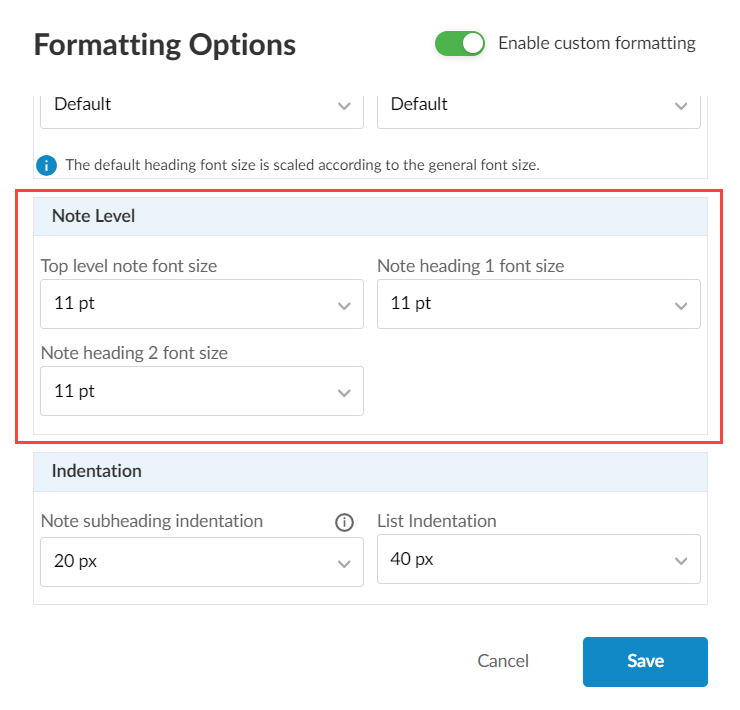 Formatting Options
Enable custom formatting
Default
Default
The default heading font size is scaled according to the general font size.
Note Level
Top level note font size
Note heading 1 font size
11 pt
11 pt
Note heading 2 font size
11 pt
Indentation
Note subheading indentation
List Indentation
20 px
40 px
Cancel
Save